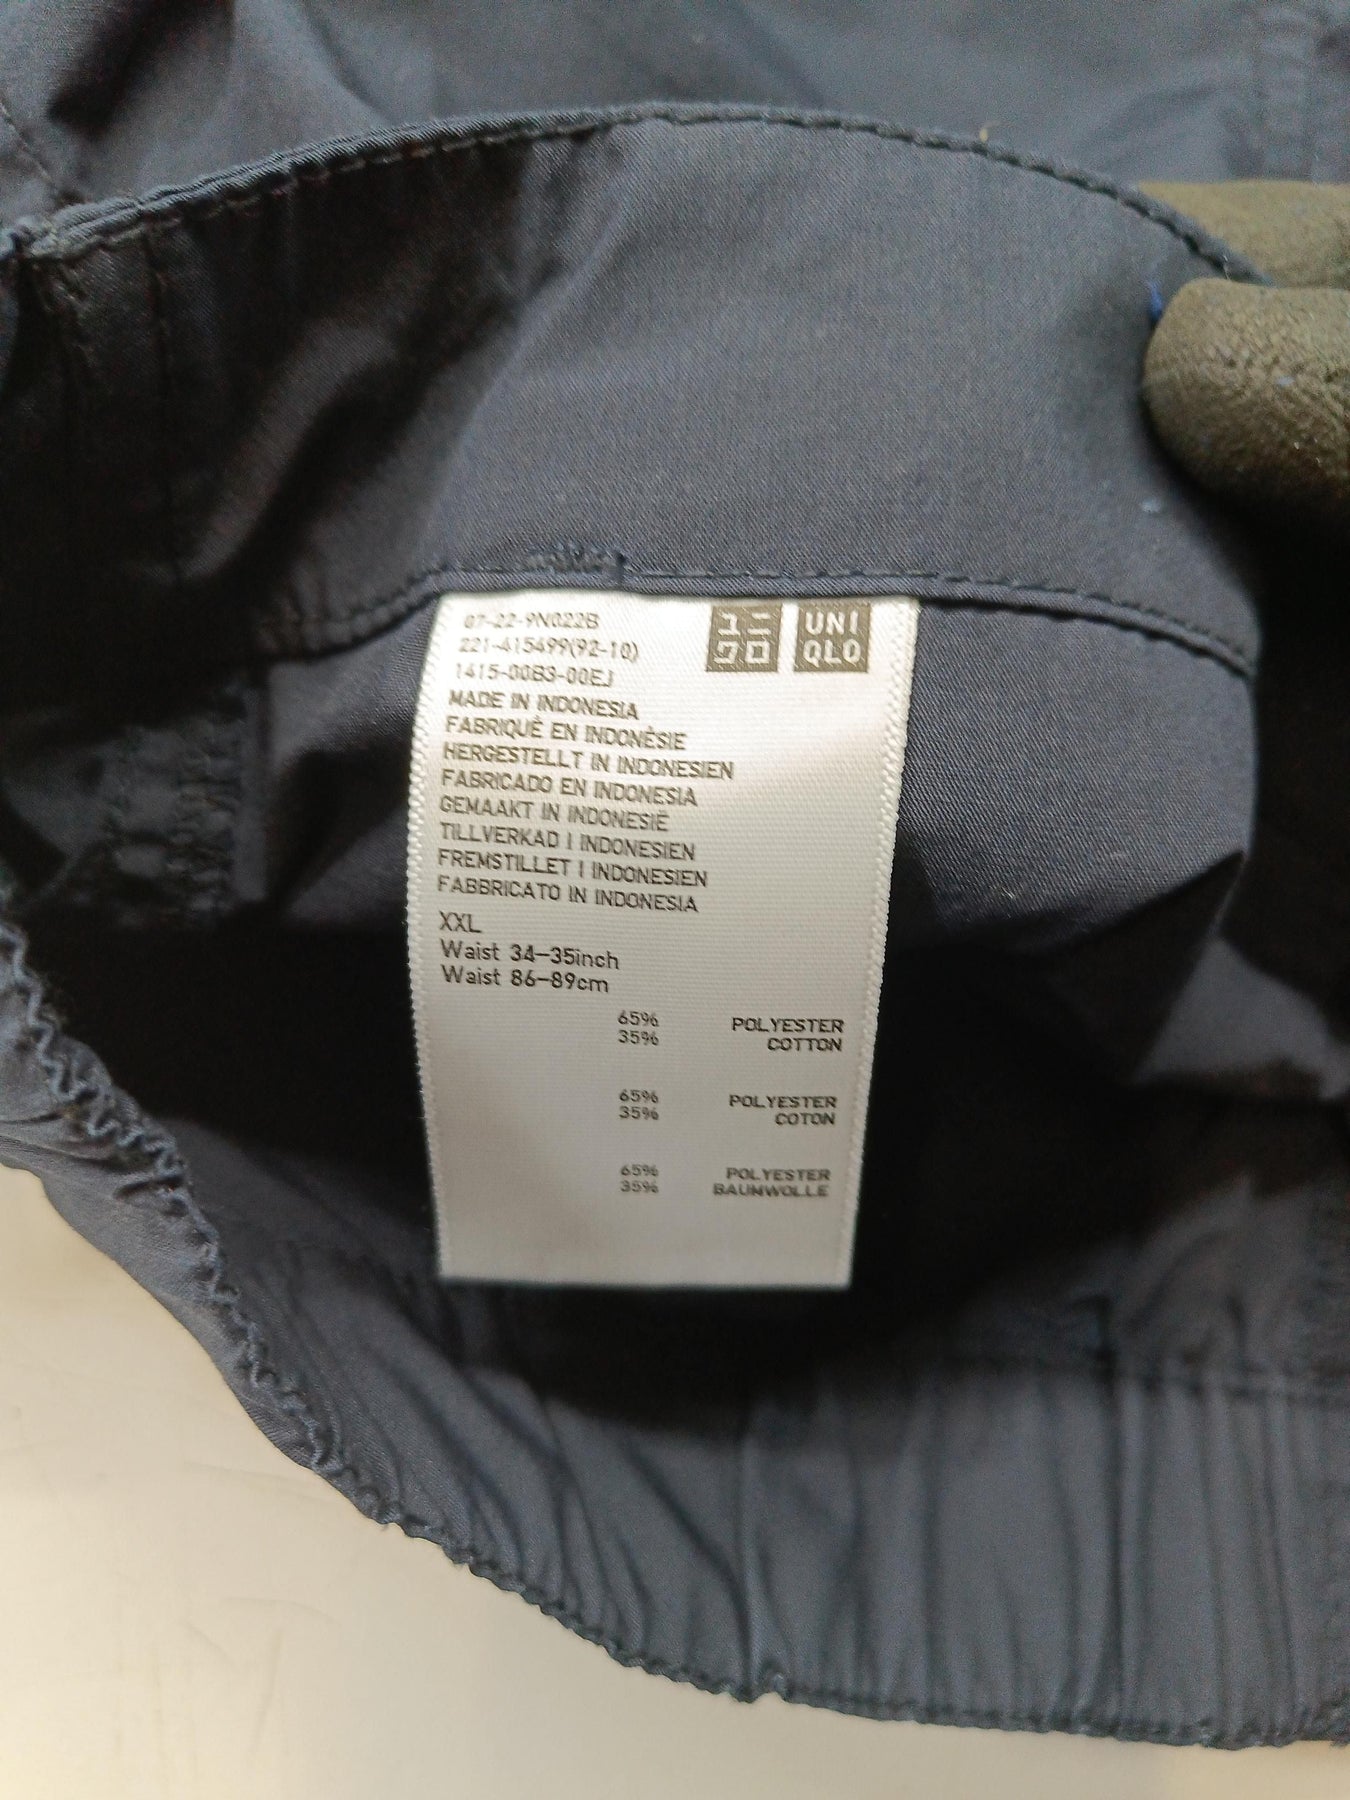 07-22-9N022B
221-415499(92-10)
1415-00B3-00EJ
ユニ
クロ
UNI
QLO
MADE IN INDONESIA
FABRIQUÉ EN INDONÉSIE
HERGESTELLT IN INDONESIEN
FABRICADO EN INDONESIA
GEMAAKT IN INDONESIË
TILLVERKAD I INDONESIEN
FREMSTILLET I INDONESIEN
FABBRICATO IN INDONESIA
XXL
Waist 34-35inch
Waist 86-89cm
65% POLYESTER
35% COTTON
65% POLYESTER
35% COTON
65% POLYESTER
35% BAUMWOLLE